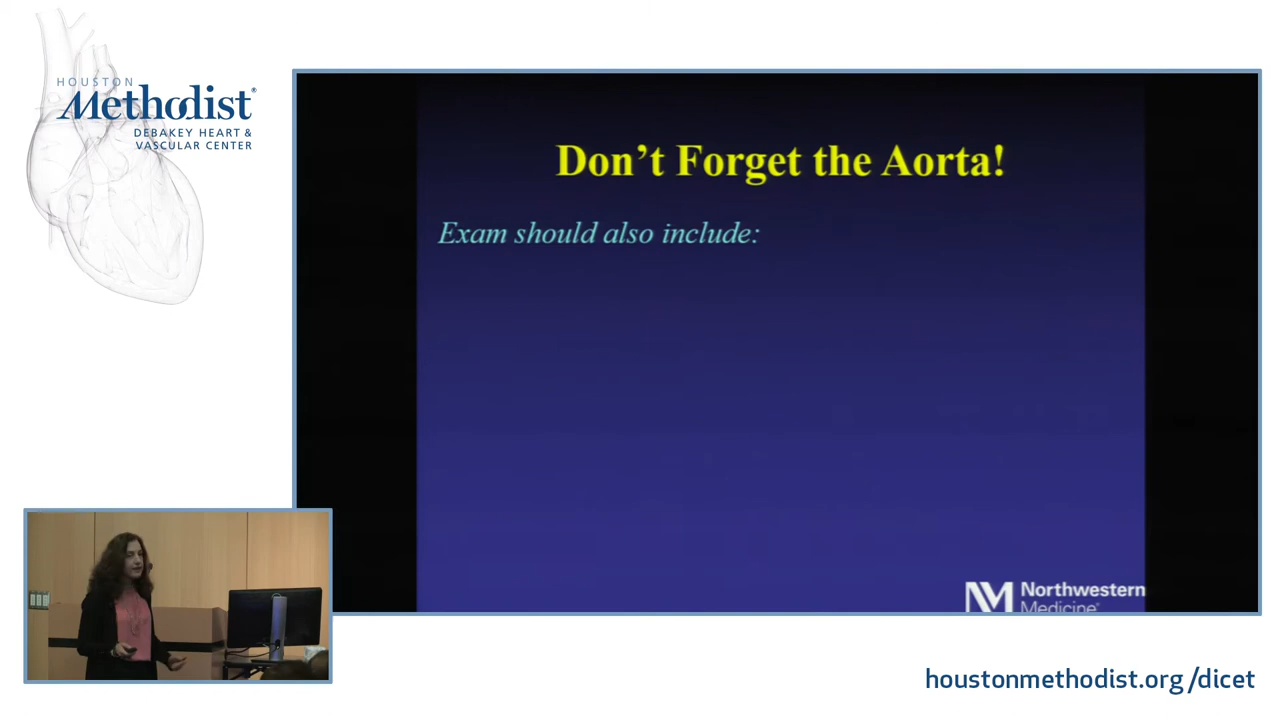 HOUSTON
Methodist®
DEBAKEY HEART &
VASCULAR CENTER
Don't Forget the Aorta!
Exam should also include:
NM Northwestern
Medicine®
houstonmethodist.org/dicet